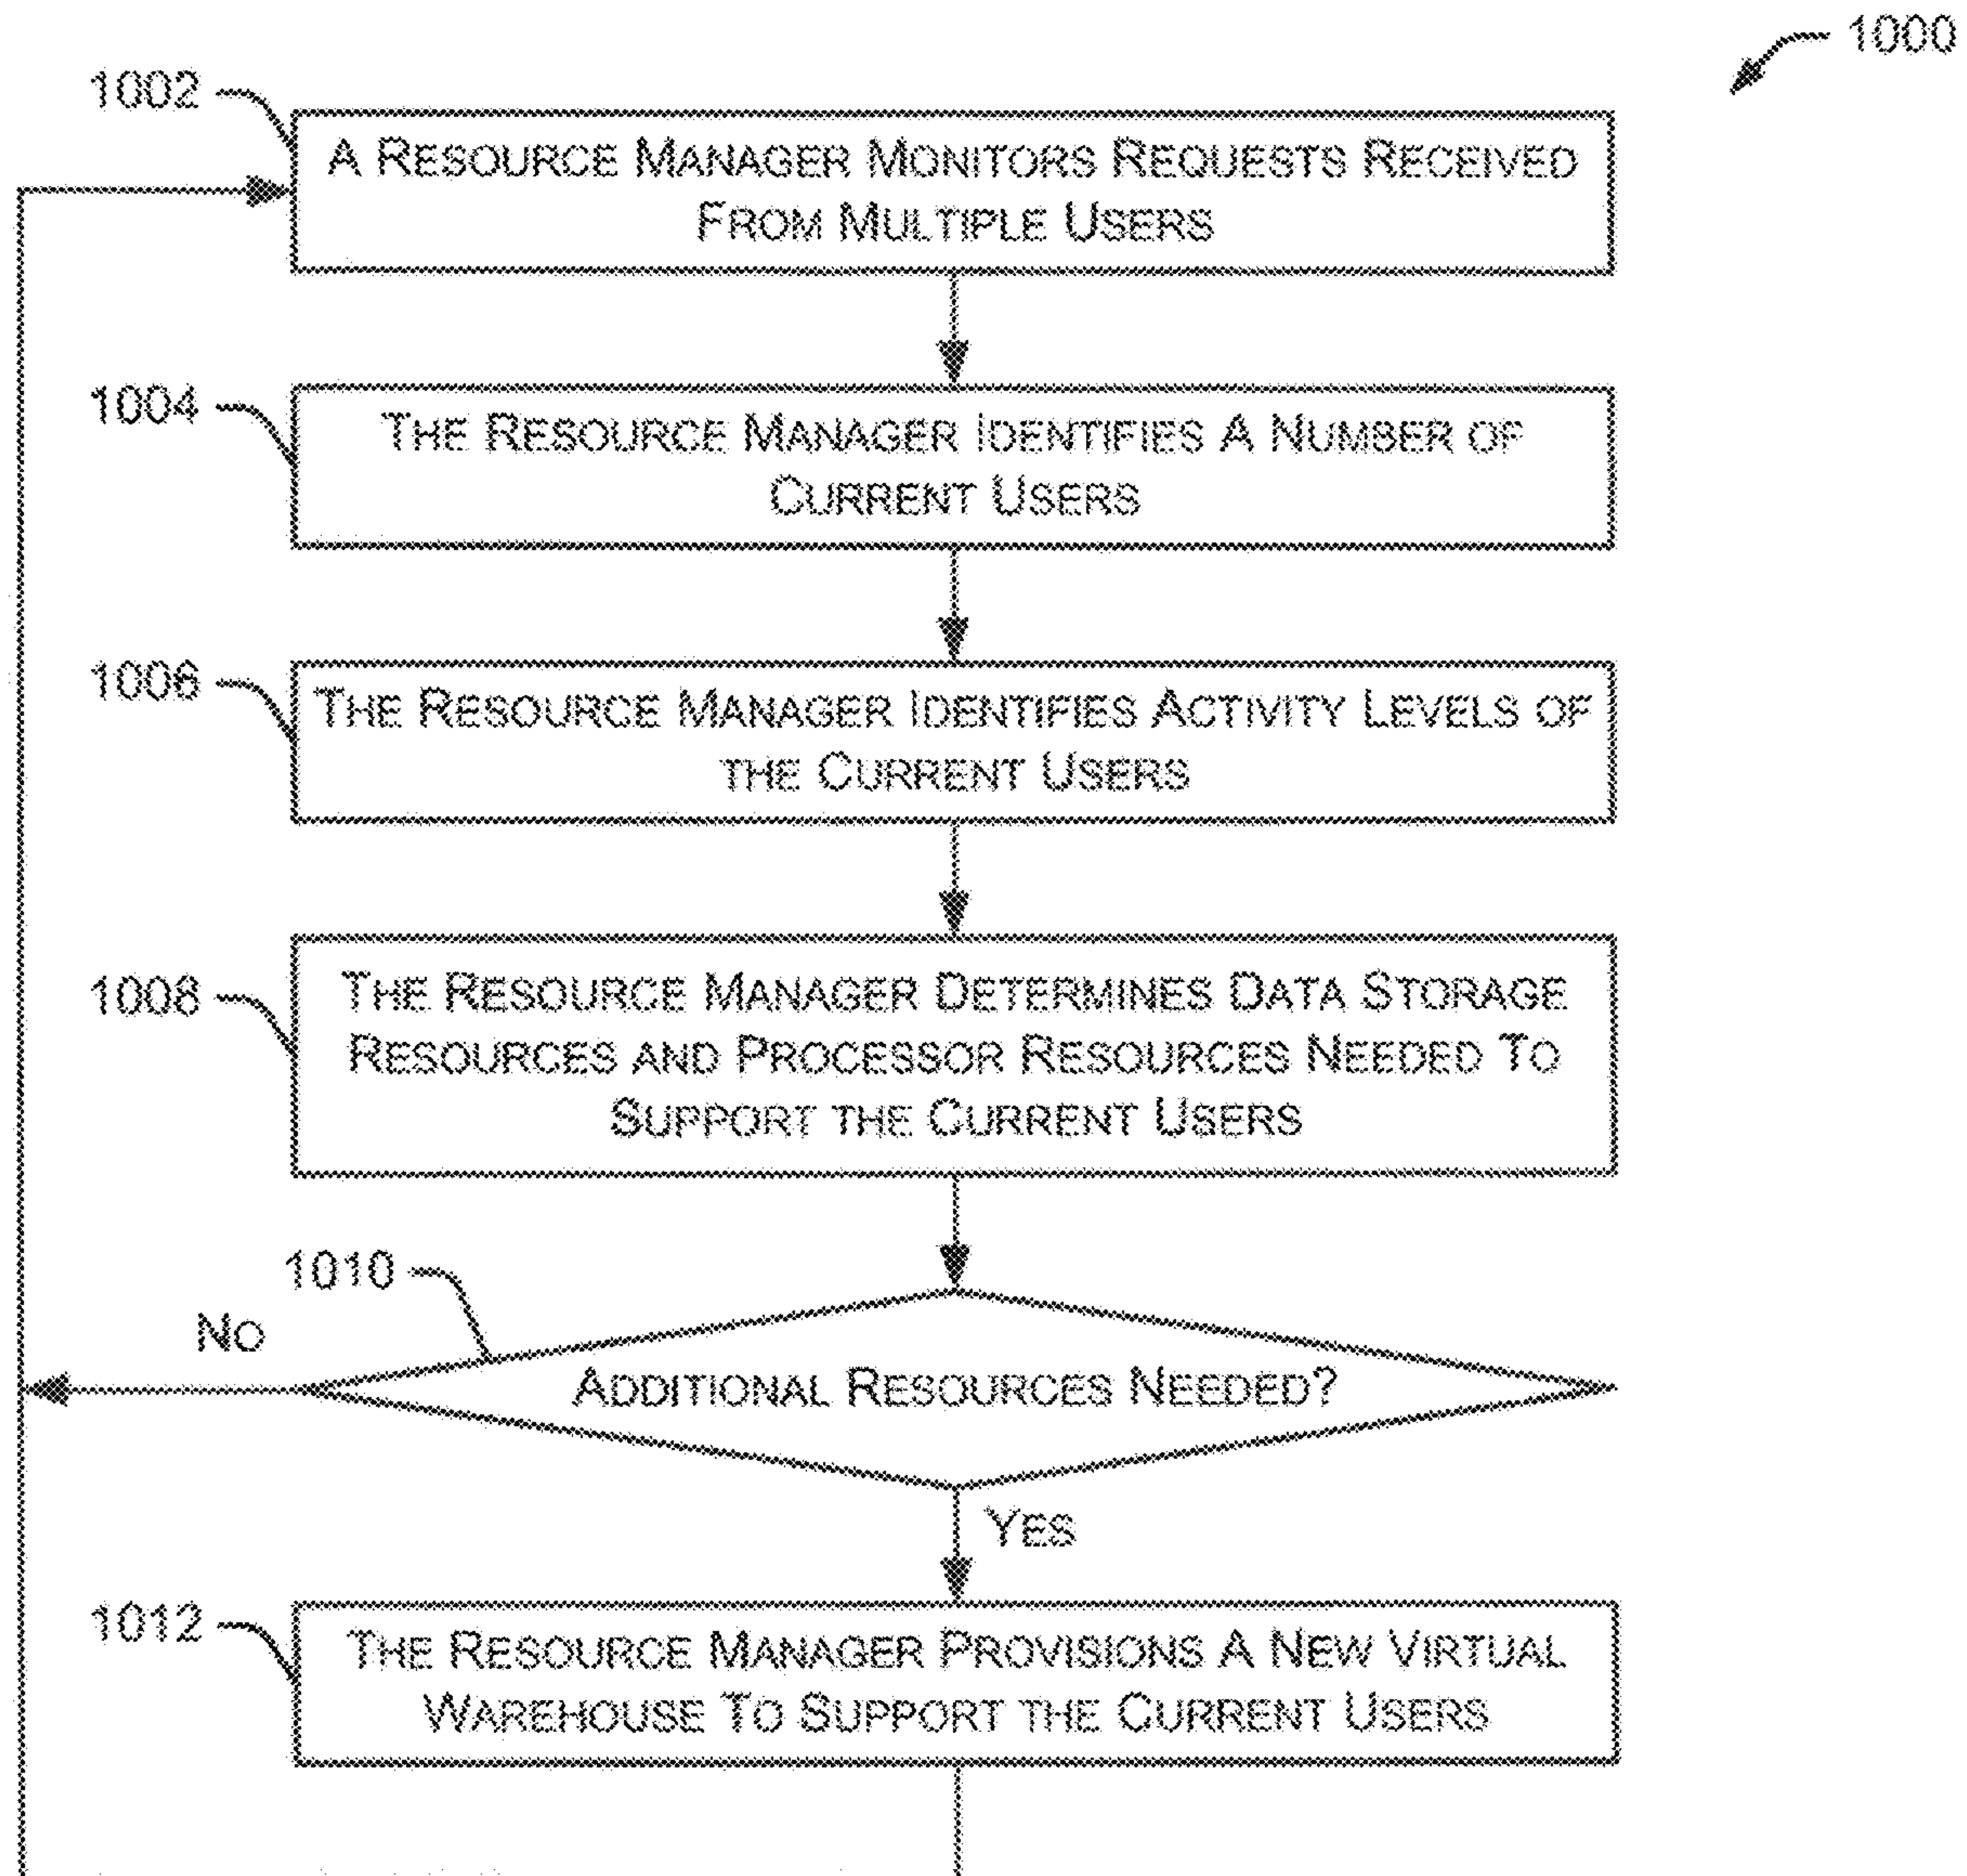 1000
1002
A RESOURCE MANAGER MONITORS REQUESTS RECEIVED
FROM MULTIPLE USERS
1004
THE RESOURCE MANAGER IDENTIFIES A NUMBER OF
CURRENT USERS
1006
THE RESOURCE MANAGER IDENTIFIES ACTIVITY LEVELS OF
THE CURRENT USERS
1008
THE RESOURCE MANAGER DETERMINES DATA STORAGE
RESOURCES AND PROCESSOR RESOURCES NEEDED TO
SUPPORT THE CURRENT USERS
1010
NO
ADDITIONAL RESOURCES NEEDED?
YES
1012
THE RESOURCE MANAGER PROVISIONS A NEW VIRTUAL
WAREHOUSE TO SUPPORT THE CURRENT USERS